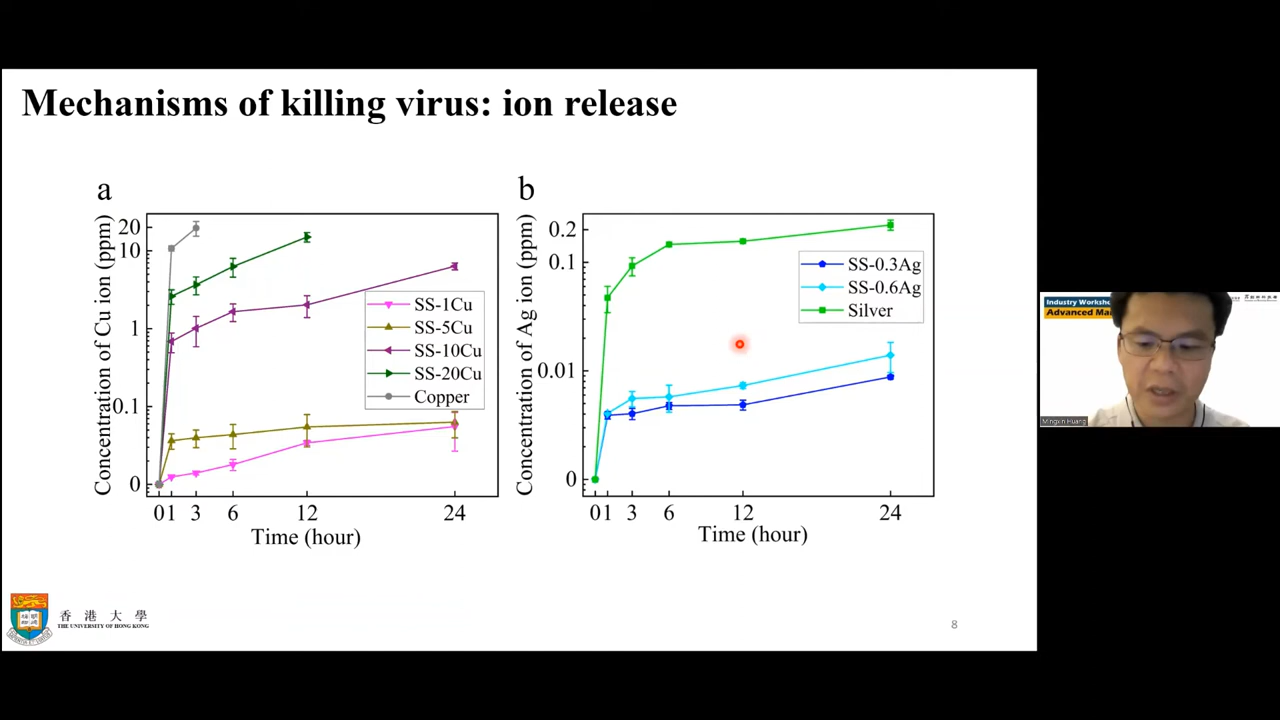 Mechanisms of killing virus: ion release
a
Concentration of Cu ion (ppm)
20
10
1
0.1
0
0 1 3 6 12 24
Time (hour)
SS-1Cu
SS-5Cu
SS-10Cu
SS-20Cu
Copper
b
Concentration of Ag ion (ppm)
0.2
0.1
0.01
0
0 1 3 6 12 24
Time (hour)
SS-0.3Ag
SS-0.6Ag
Silver
香港大學
THE UNIVERSITY OF HONG KONG
8
Industry Worksho
Advanced Ma
Mingxin Huang